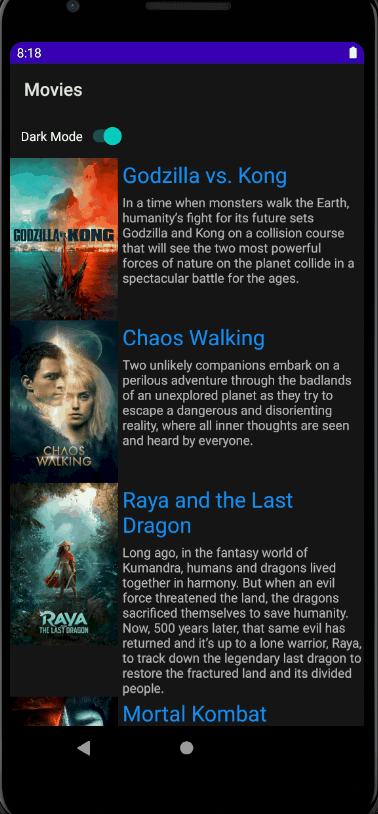 8:18
Movies
Dark Mode
GODZILLA VS. KONG
Godzilla vs. Kong
In a time when monsters walk the Earth,
humanity's fight for its future sets
Godzilla and Kong on a collision course
that will see the two most powerful
forces of nature on the planet collide in a
spectacular battle for the ages.
CHAOS
WALKING
Chaos Walking
Two unlikely companions embark on a
perilous adventure through the badlands
of an unexplored planet as they try to
escape a dangerous and disorienting
reality, where all inner thoughts are seen
and heard by everyone.
RAYA
THE LAST DRAGON
Raya and the Last
Dragon
Long ago, in the fantasy world of
Kumandra, humans and dragons lived
together in harmony. But when an evil
force threatened the land, the dragons
sacrificed themselves to save humanity.
Now, 500 years later, that same evil has
returned and it's up to a lone warrior, Raya,
to track down the legendary last dragon to
restore the fractured land and its divided
people.
Mortal Kombat